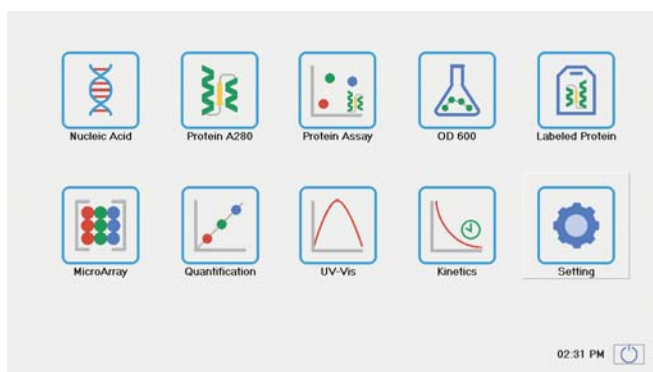 Nucleic Acid Protein A280 Protein Assay OD 600 Labeled Protein
MicroArray Quantification UV-Vis Kinetics Setting
02:31 PM